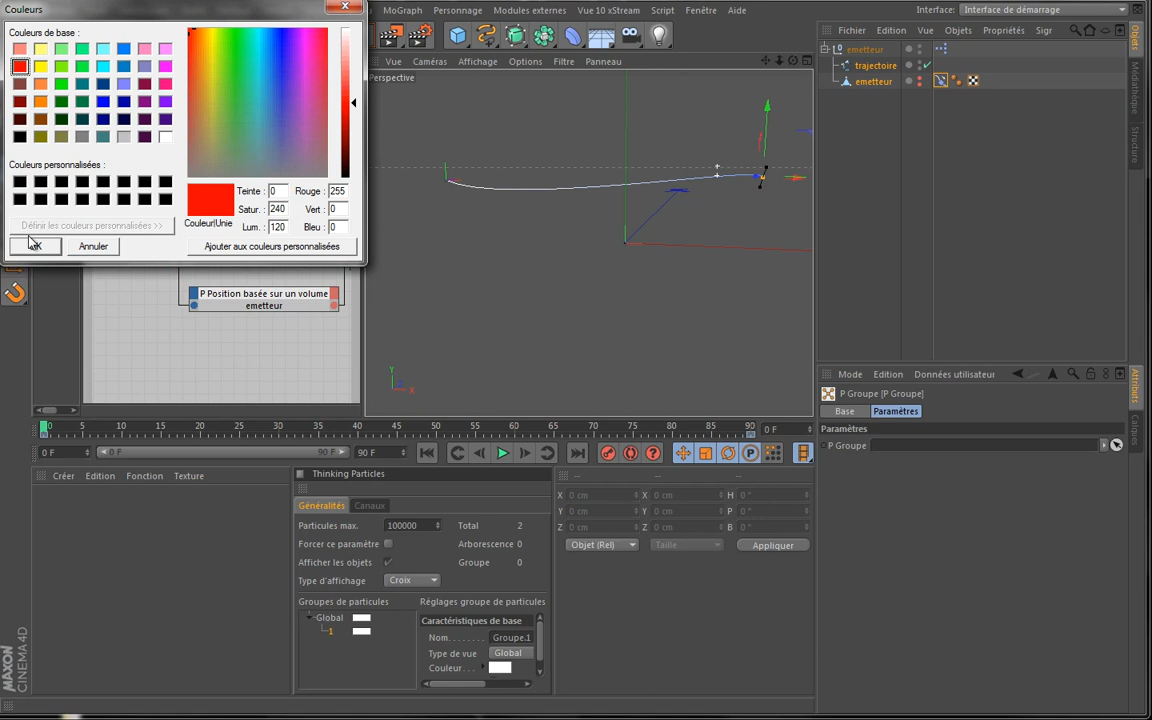 Couleurs
MoGraph Personnage Modules externes Vue 10 xStream Script Fenêtre Aide
Interface: Interface de démarrage
Couleurs de base :
Couleurs personnalisées :
Définir les couleurs personnalisées >>
Annuler
Teinte : 0 Rouge : 255
Satur. : 240 Vert : 0
Couleur|Unie Lum. : 120 Bleu : 0
Ajouter aux couleurs personnalisées
Vue Caméras Affichage Options Filtre Panneau
Perspective
Y
X
Fichier Edition Vue Objets Propriétés Sigr
emetteur
trajectoire
emetteur
Objets
Médiathèque
Structure
P Position basée sur un volume
emetteur
Mode Edition Données utilisateur
P Groupe [P Groupe]
Base Paramètres
Paramètres
P Groupe
Attributs
Calques
0 5 10 15 20 25 30 35 40 45 50 55 60 65 70 75 80 85 90 0 F
0 F 0 F 90 F 90 F
Créer Edition Fonction Texture
Thinking Particles
Généralités Canaux
Particules max. 100000 Total 2
Forcer ce paramètre Arborescence 0
Afficher les objets Groupe 0
Type d'affichage Croix
Groupes de particules Réglages groupe de particules
Global
1
Caractéristiques de base
Nom........ Groupe.1
Type de vue Global
Couleur...
-- -- --
X 0 cm X 0 cm H 0 °
Y 0 cm Y 0 cm P 0 °
Z 0 cm Z 0 cm B 0 °
Objet (Rel) Taille Appliquer
MAXON
CINEMA 4D